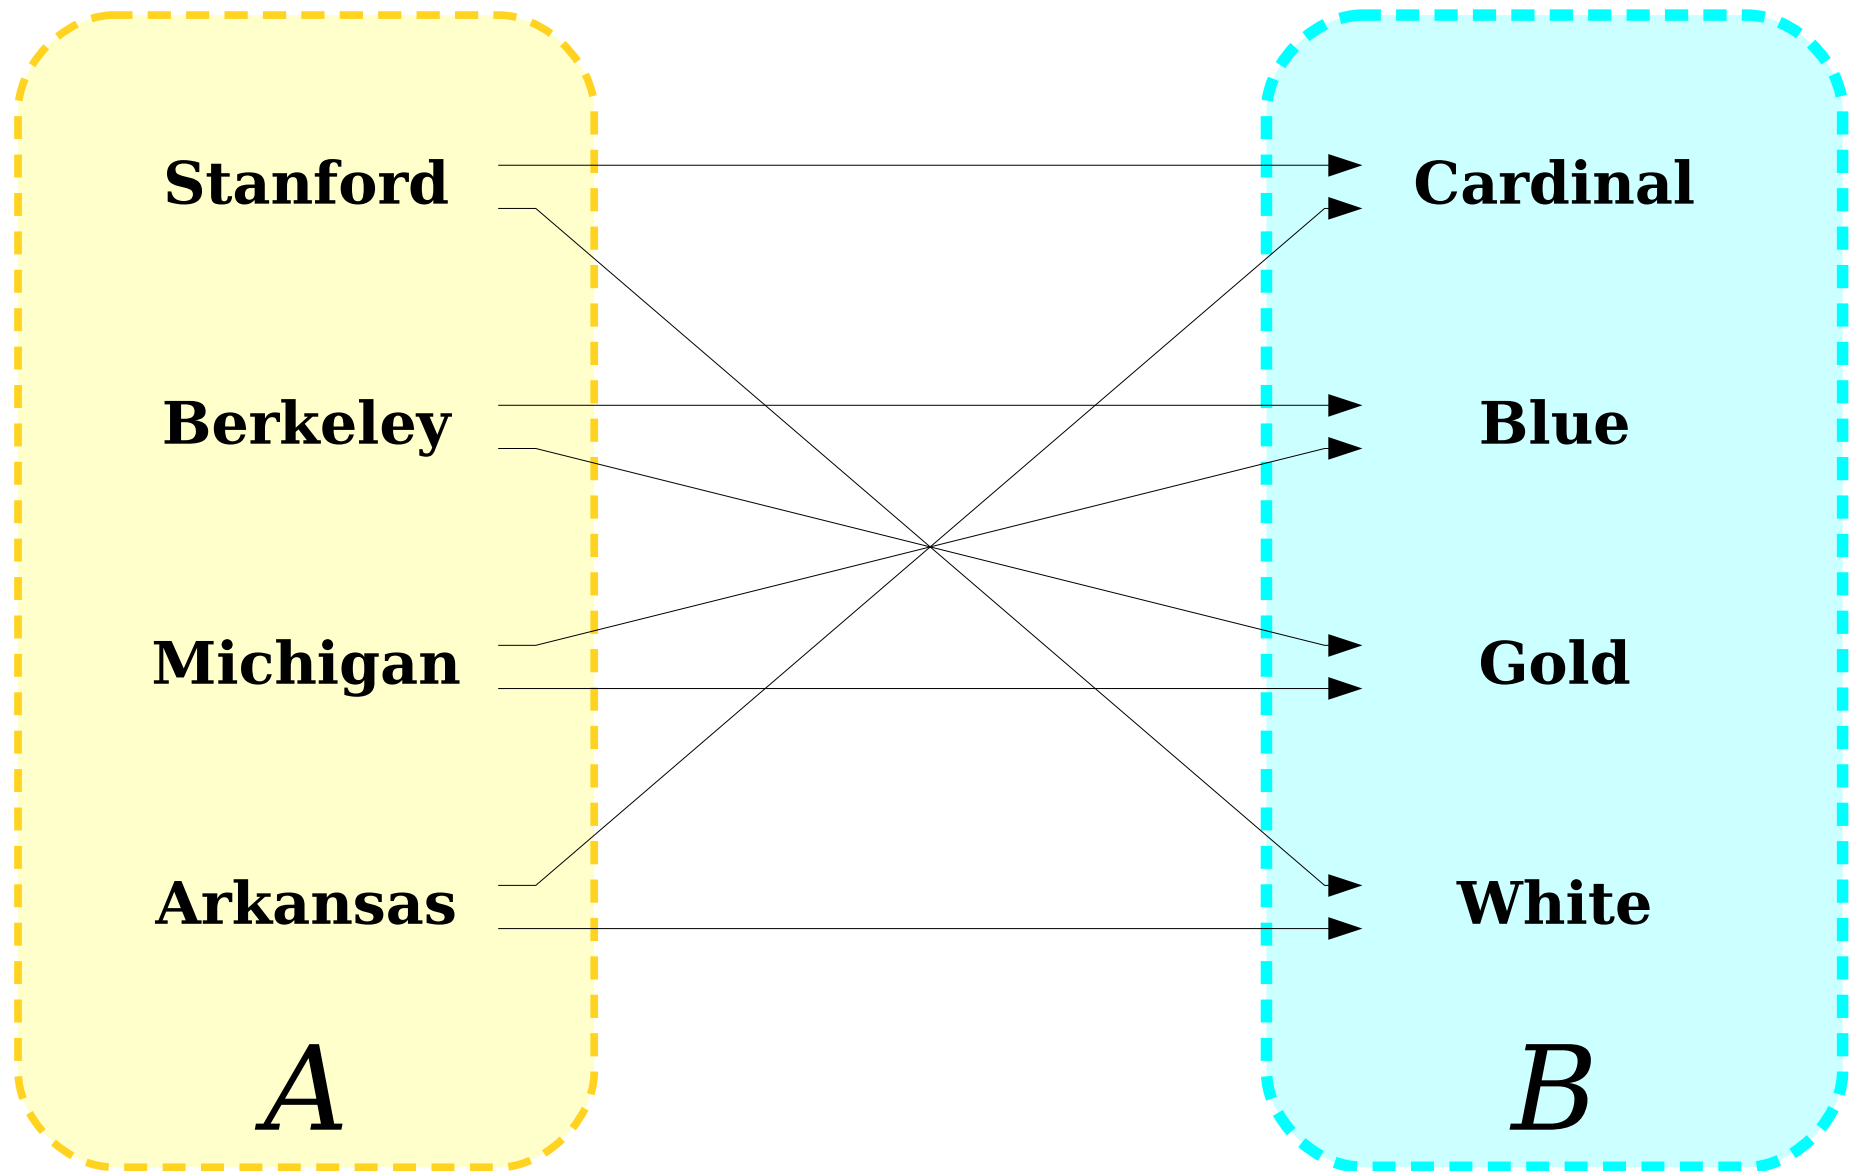 Stanford
Berkeley
Michigan
Arkansas
A
Cardinal
Blue
Gold
White
B